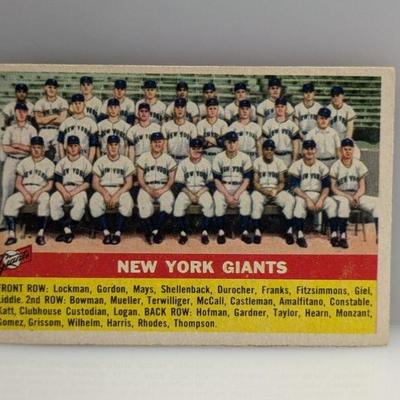 Giants
NEW YORK GIANTS
FRONT ROW: Lockman, Gordon, Mays, Shellenback, Durocher, Franks, Fitzsimmons, Giel,
Liddle. 2nd ROW: Bowman, Mueller, Terwilliger, McCall, Castleman, Amalfitano, Constable,
Katt, Clubhouse Custodian, Logan. BACK ROW: Hofman, Gardner, Taylor, Hearn, Monzant,
Gomez, Grissom, Wilhelm, Harris, Rhodes, Thompson.